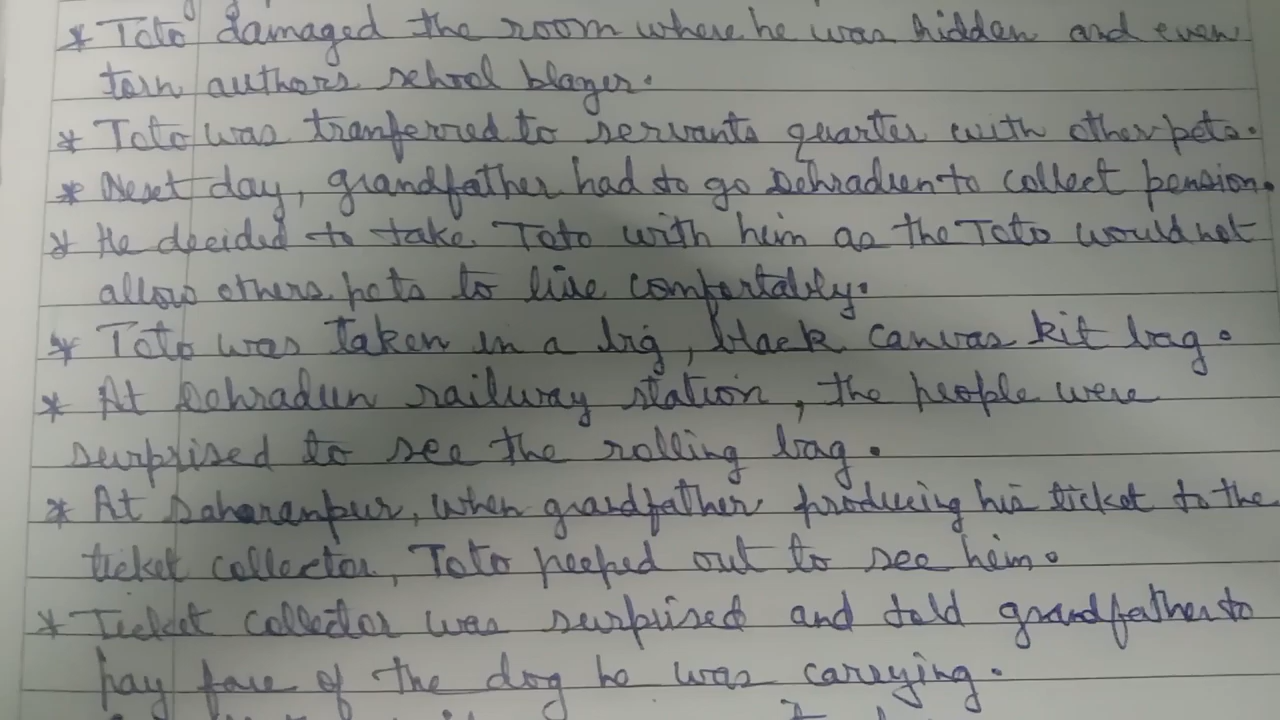 * Toto damaged the room where he was hidden and even
torn authors school blazer.
* Toto was tranferred to servants quarter with other pets.
* Next day, grandfather had to go Dehradun to collect pension.
* He decided to take Toto with him as the Toto would not
allow others pets to live comfortably.
* Toto was taken in a big, black canvas kit bag.
* At Dehradun railway station, the people were
surprised to see the rolling bag.
* At Saharanpur, when grandfather producing his ticket to the
ticket collector, Toto peeped out to see him.
* Ticket collector was surprised and told grandfather to
pay fare of the dog he was carrying.